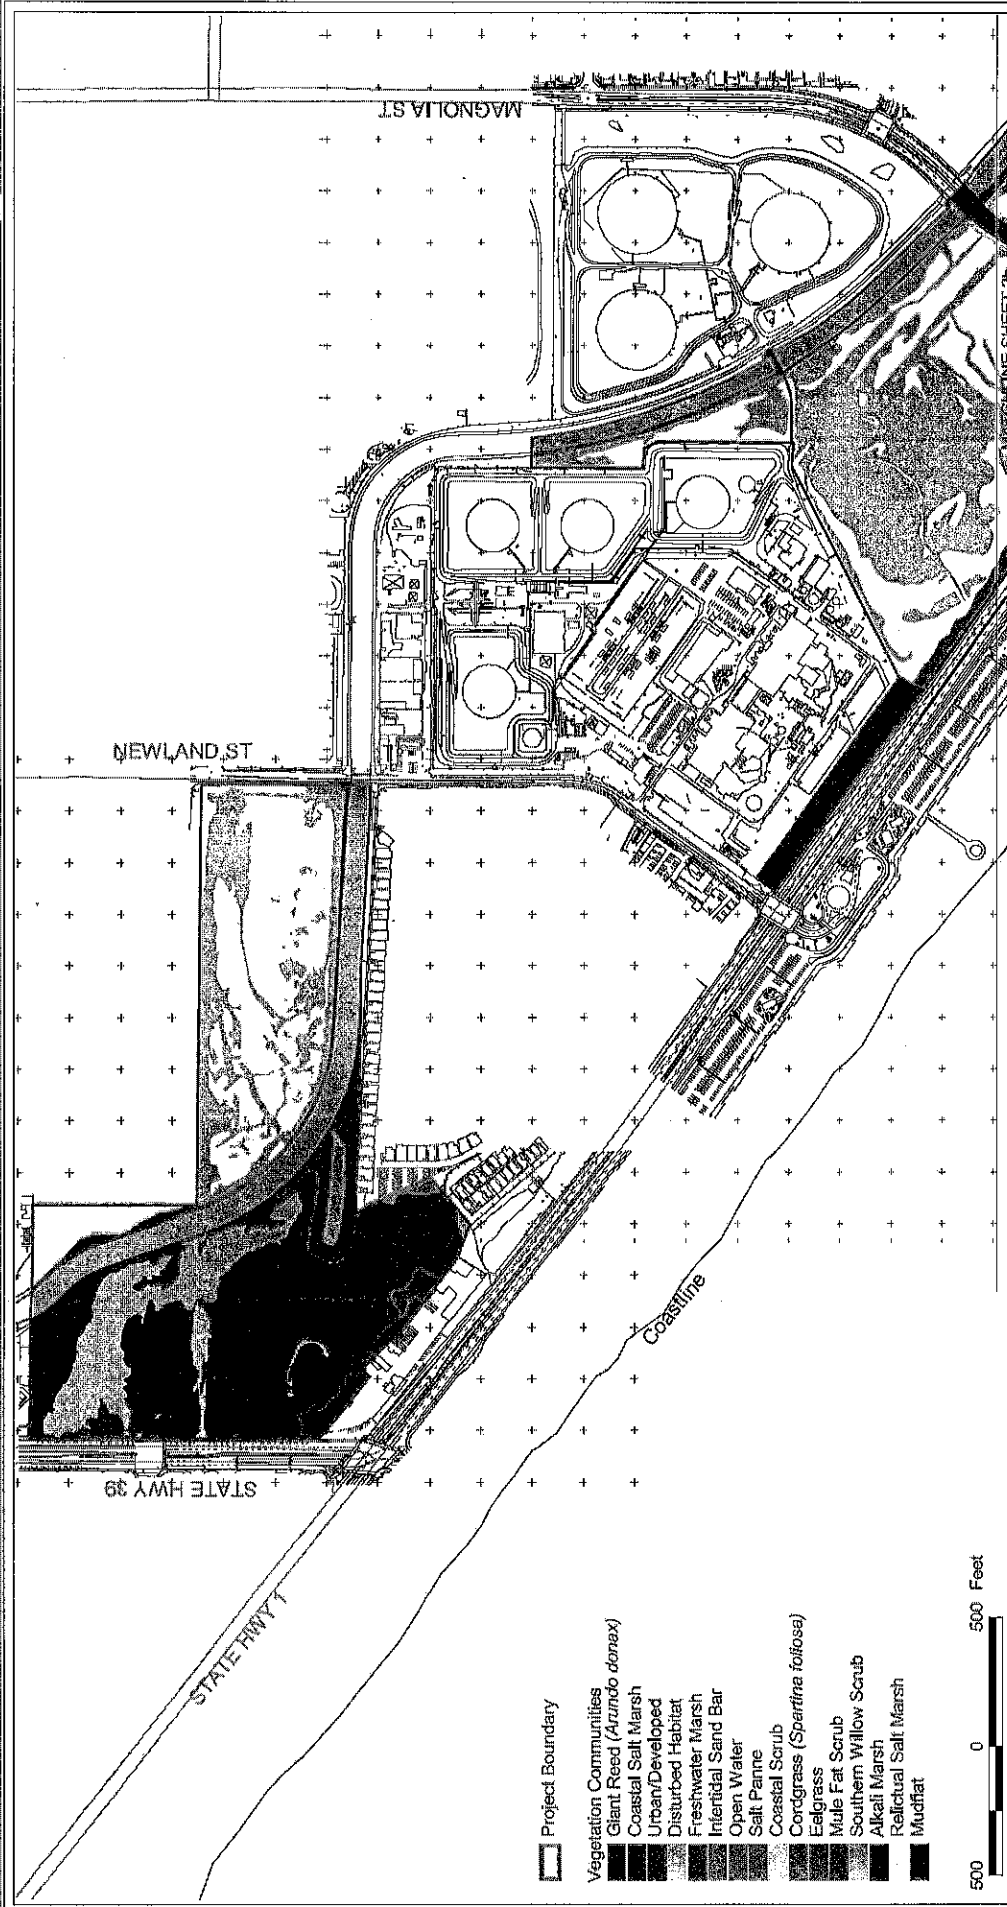 MAGNOLIA ST
NEWLAND ST
STATE HWY 39
STATE HWY 1
Coastline
Project Boundary
Vegetation Communities
Giant Reed (Arundo donax)
Coastal Salt Marsh
Urban/Developed
Disturbed Habitat
Freshwater Marsh
Intertidal Sand Bar
Open Water
Salt Panne
Coastal Scrub
Cordgrass (Spartina foliosa)
Eelgrass
Mule Fat Scrub
Southern Willow Scrub
Alkali Marsh
Relictual Salt Marsh
Mudflat
500 0 500 Feet